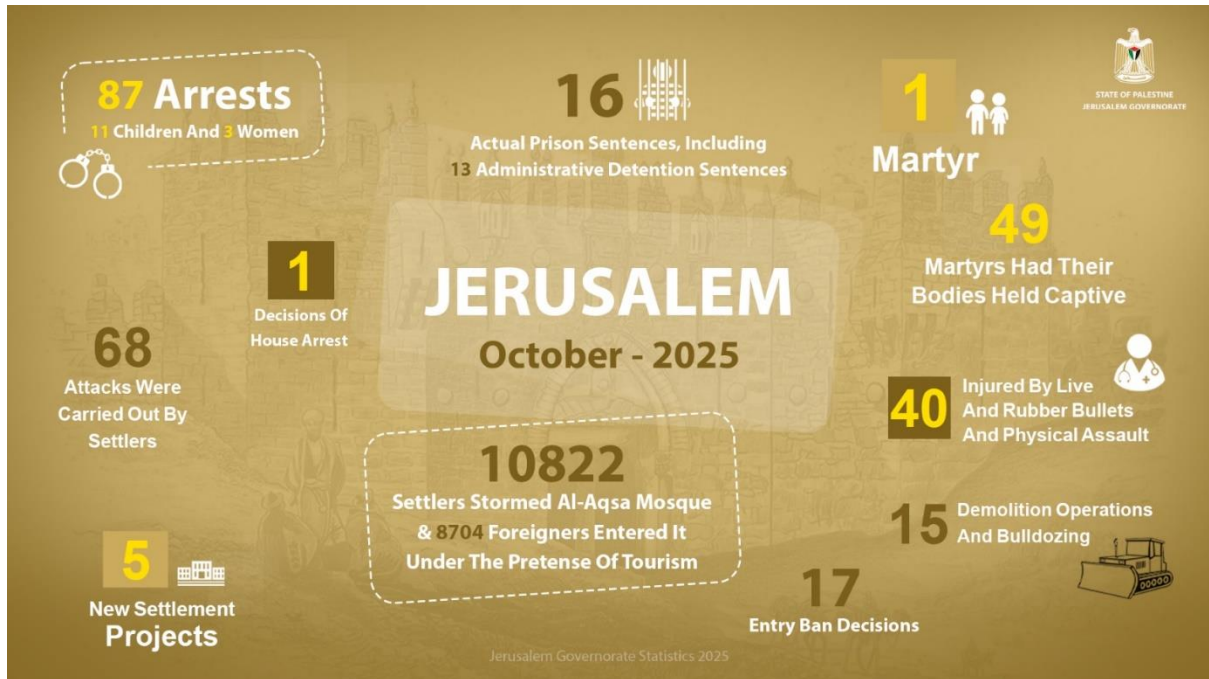 87 Arrests
11 Children And 3 Women
16
Actual Prison Sentences, Including
13 Administrative Detention Sentences
1
Martyr
STATE OF PALESTINE
JERUSALEM GOVERNORATE
49
Martyrs Had Their
Bodies Held Captive
1
Decisions Of
House Arrest
JERUSALEM
October - 2025
68
Attacks Were
Carried Out By
Settlers
40
Injured By Live
And Rubber Bullets
And Physical Assault
10822
Settlers Stormed Al-Aqsa Mosque
& 8704 Foreigners Entered It
Under The Pretense Of Tourism
15
Demolition Operations
And Bulldozing
5
New Settlement
Projects
17
Entry Ban Decisions
Jerusalem Governorate Statistics 2025